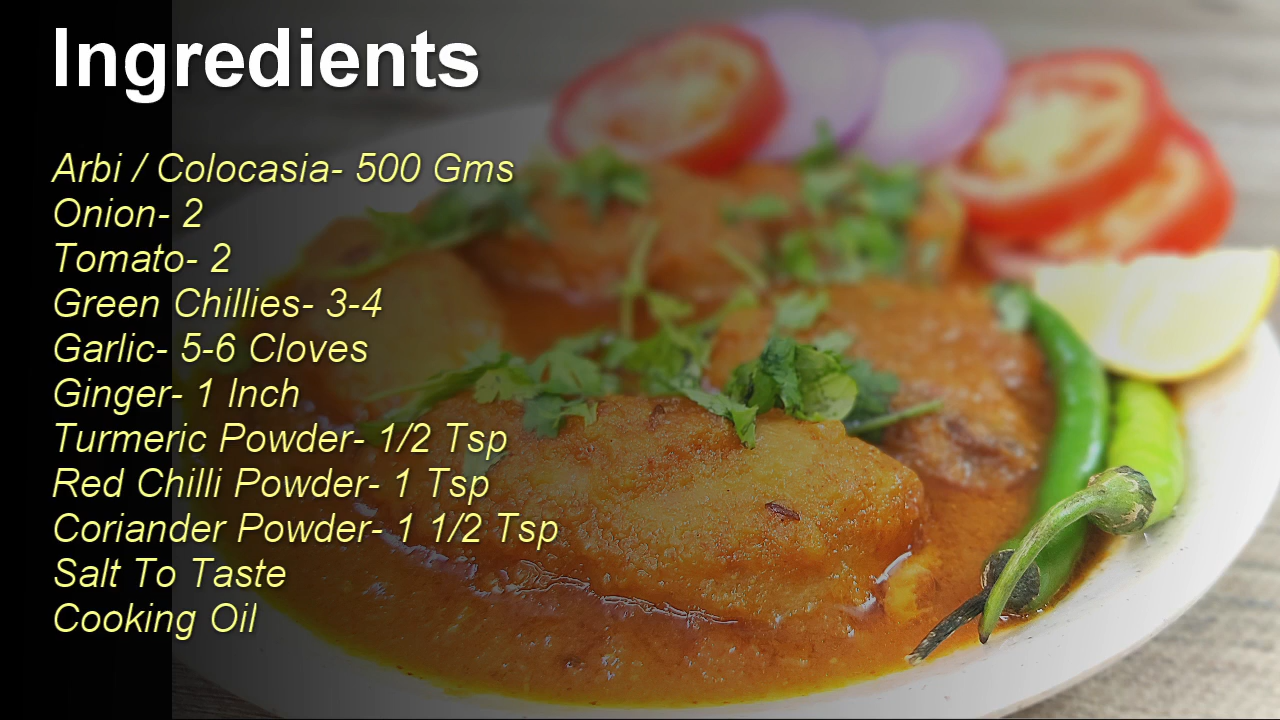 Ingredients
Arbi / Colocasia- 500 Gms
Onion- 2
Tomato- 2
Green Chillies- 3-4
Garlic- 5-6 Cloves
Ginger- 1 Inch
Turmeric Powder- 1/2 Tsp
Red Chilli Powder- 1 Tsp
Coriander Powder- 1 1/2 Tsp
Salt To Taste
Cooking Oil